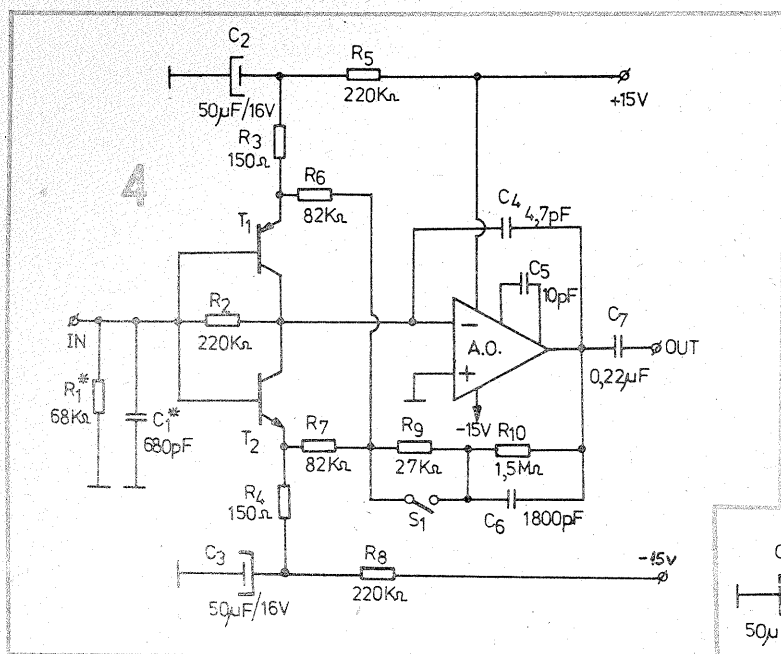 4
C2
50µF/16V
R5
220KΩ
+15V
R3
150Ω
R6
82KΩ
C4
4,7pF
T1
C5
10pF
C7
0,22µF
OUT
IN
R2
220KΩ
−
A.O.
+
-15V
R1*
68KΩ
C1*
680pF
T2
R7
82KΩ
R9
27KΩ
R10
1,5MΩ
R4
150Ω
S1
C6
1800pF
C3
50µF/16V
R8
220KΩ
-15V
C
50µ